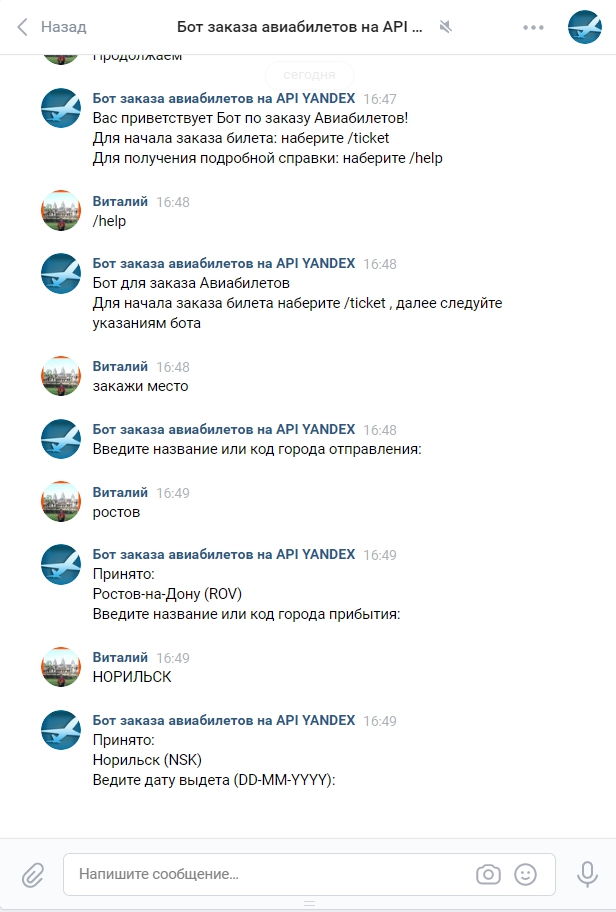 Назад
Бот заказа авиабилетов на API ...
Продолжаем
сегодня
Бот заказа авиабилетов на API YANDEX 16:47
Вас приветствует Бот по заказу Авиабилетов!
Для начала заказа билета: наберите /ticket
Для получения подробной справки: наберите /help
Виталий 16:48
/help
Бот заказа авиабилетов на API YANDEX 16:48
Бот для заказа Авиабилетов
Для начала заказа билета наберите /ticket , далее следуйте
указаниям бота
Виталий 16:48
закажи место
Бот заказа авиабилетов на API YANDEX 16:48
Введите название или код города отправления:
Виталий 16:49
ростов
Бот заказа авиабилетов на API YANDEX 16:49
Принято:
Ростов-на-Дону (ROV)
Введите название или код города прибытия:
Виталий 16:49
НОРИЛЬСК
Бот заказа авиабилетов на API YANDEX 16:49
Принято:
Норильск (NSK)
Ведите дату выдета (DD-MM-YYYY):
Напишите сообщение...